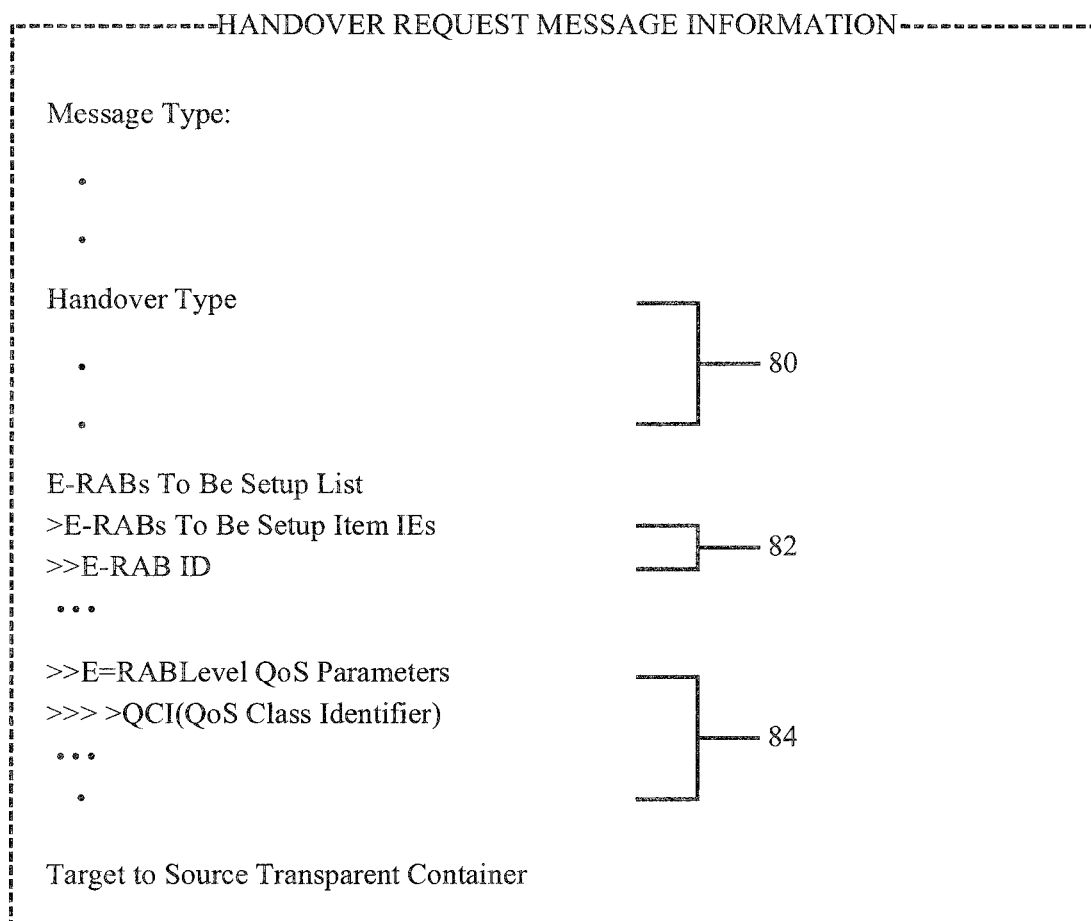 HANDOVER REQUEST MESSAGE INFORMATION
Message Type:
•
•
Handover Type
•
•
80
E-RABs To Be Setup List
>E-RABs To Be Setup Item IEs
>>E-RAB ID
82
•••
>>E=RABLevel QoS Parameters
>>> >QCI(QoS Class Identifier)
84
•••
•
Target to Source Transparent Container